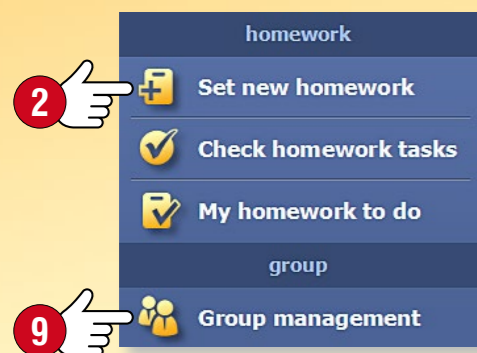 homework
2 Set new homework
Check homework tasks
My homework to do
group
9 Group management